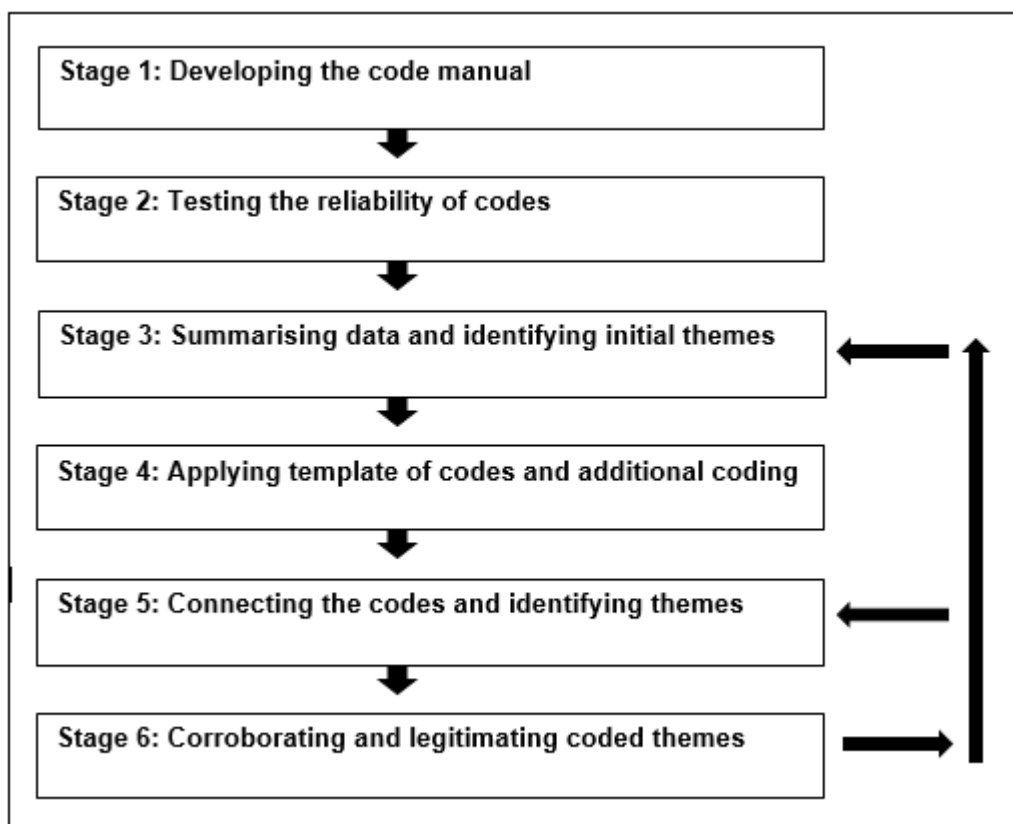 Stage 1: Developing the code manual
Stage 2: Testing the reliability of codes
Stage 3: Summarising data and identifying initial themes
Stage 4: Applying template of codes and additional coding
Stage 5: Connecting the codes and identifying themes
Stage 6: Corroborating and legitimating coded themes